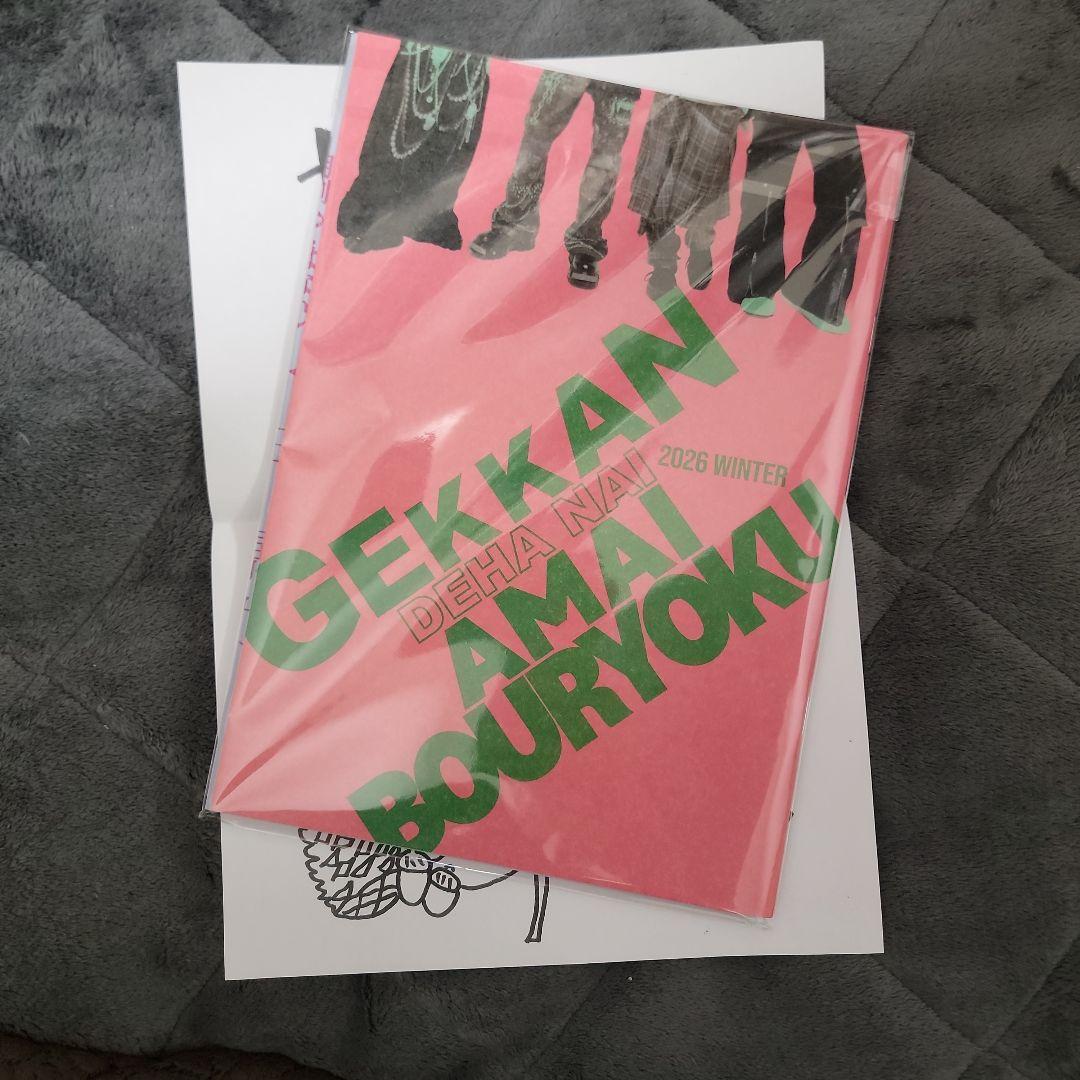 GEKKAN
DEHA NAI
2026 WINTER
AMAI
BOURYOKU